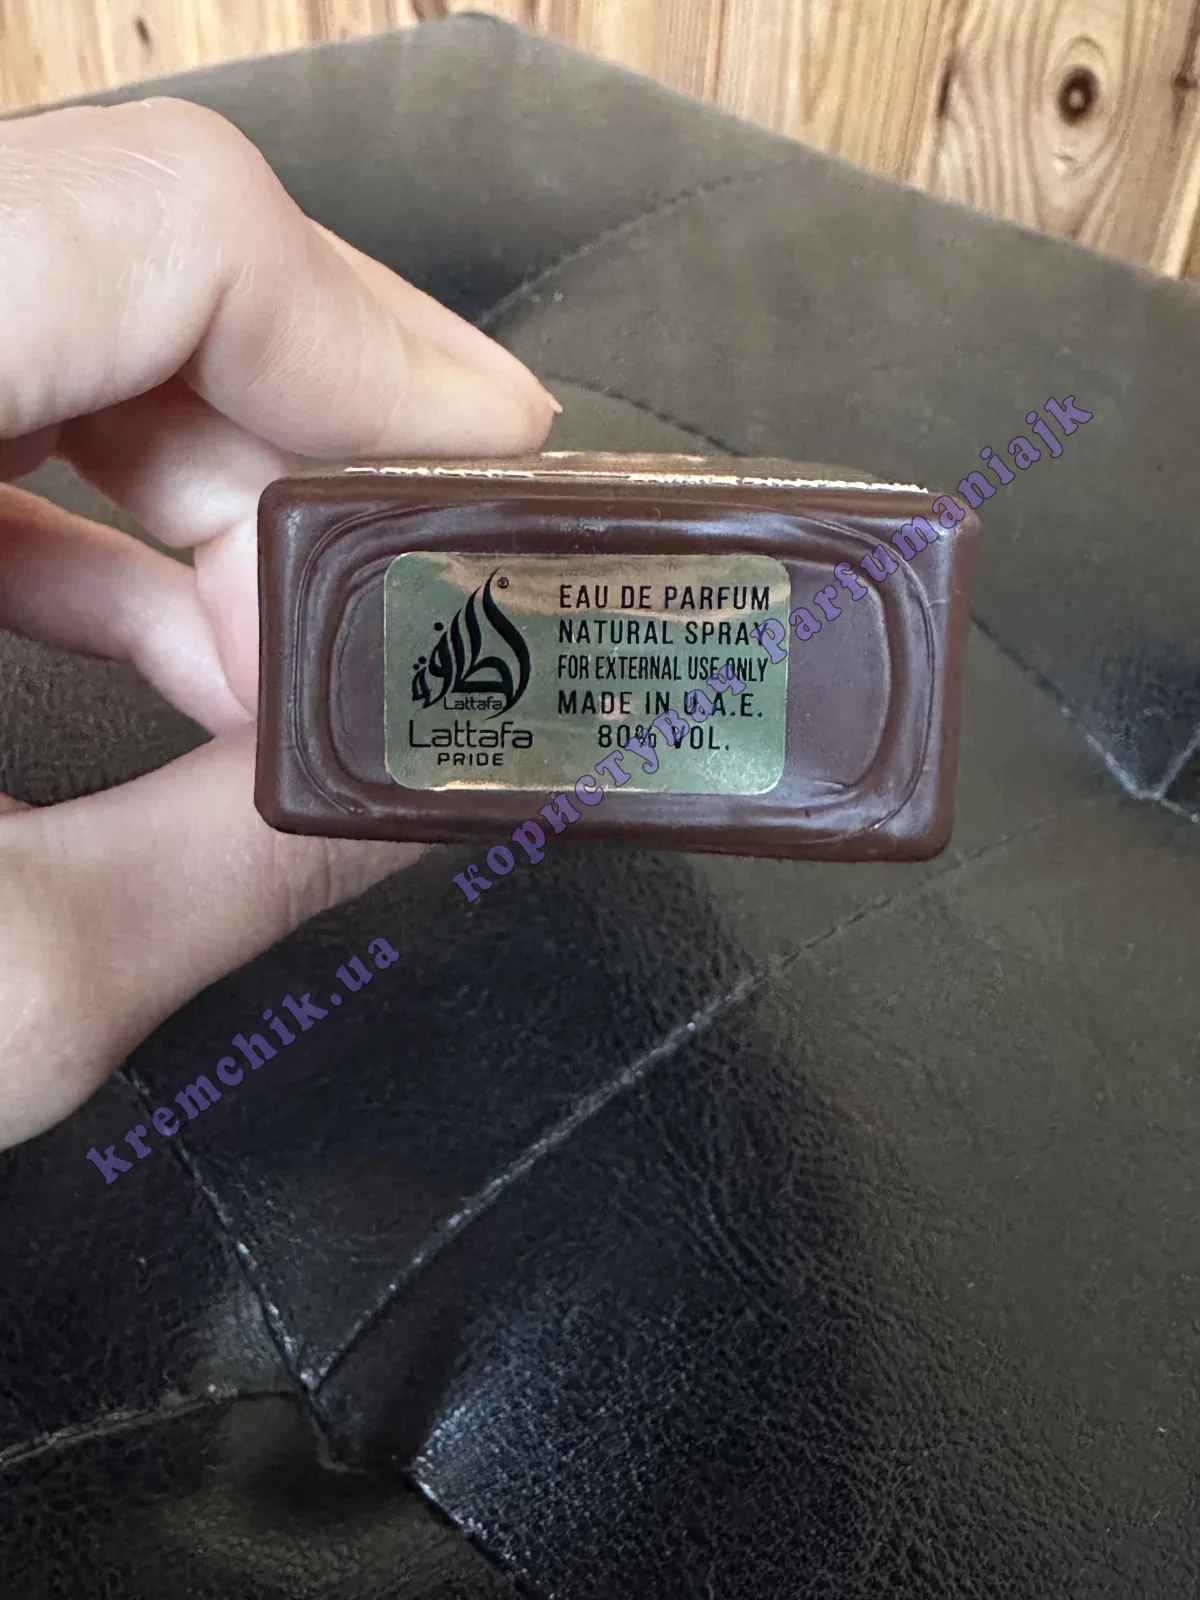 لطافة
®
Lattafa
Lattafa
PRIDE
EAU DE PARFUM
NATURAL SPRAY
FOR EXTERNAL USE ONLY
MADE IN U.A.E.
80% VOL.
kremchik.ua користувач Parfumaniajk